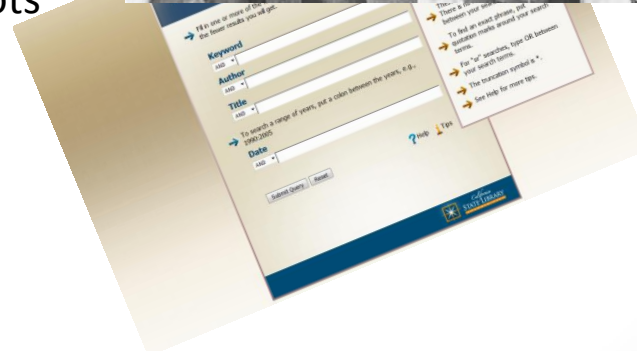 ots
Fill in one or more of the
the fewer results you will get.
Keyword
AND
Author
AND
Title
AND
To search a range of years, put a colon between the years, e.g.,
1990:2005
Date
AND
Help Tips
Submit Query Reset
There is
between your
To find an exact phrase, put
quotation marks around your search
terms.
For "or" searches, type OR between
your search terms.
The truncation symbol is *.
See Help for more tips.
California
STATE LIBRARY